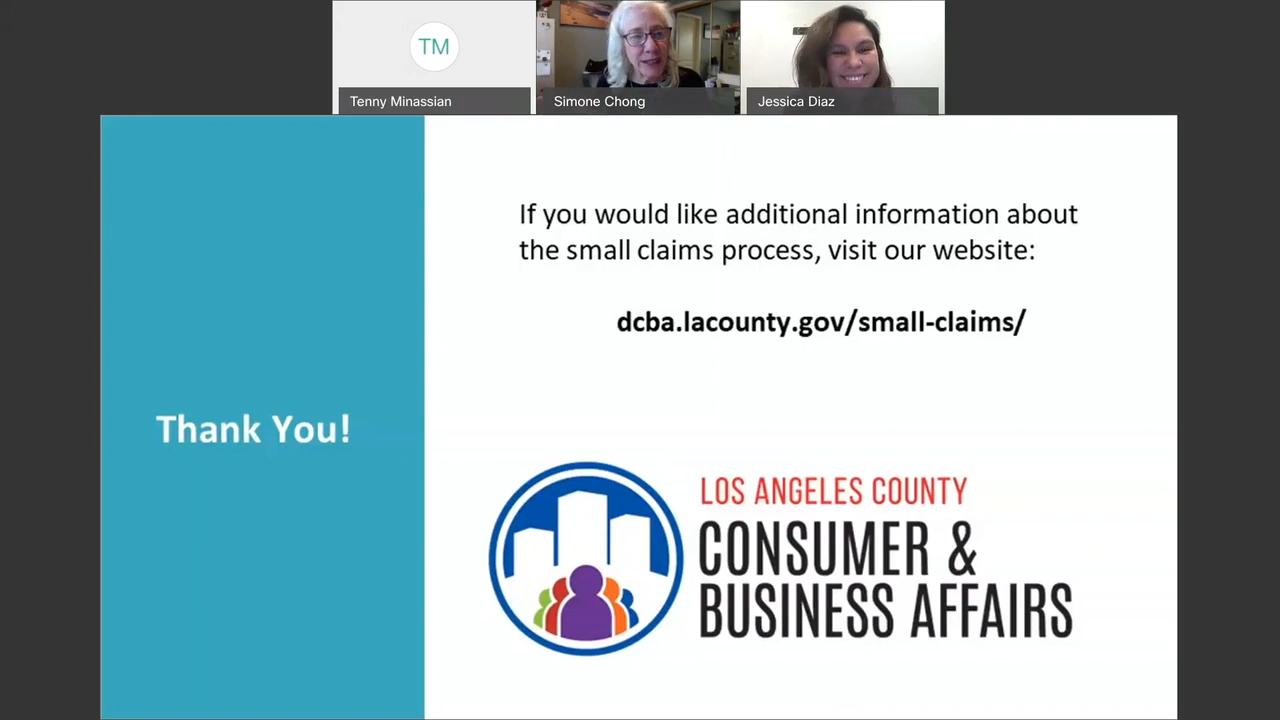 TM
Tenny Minassian
Simone Chong
Jessica Diaz
If you would like additional information about
the small claims process, visit our website:
dcba.lacounty.gov/small-claims/
Thank You!
LOS ANGELES COUNTY
CONSUMER &
BUSINESS AFFAIRS